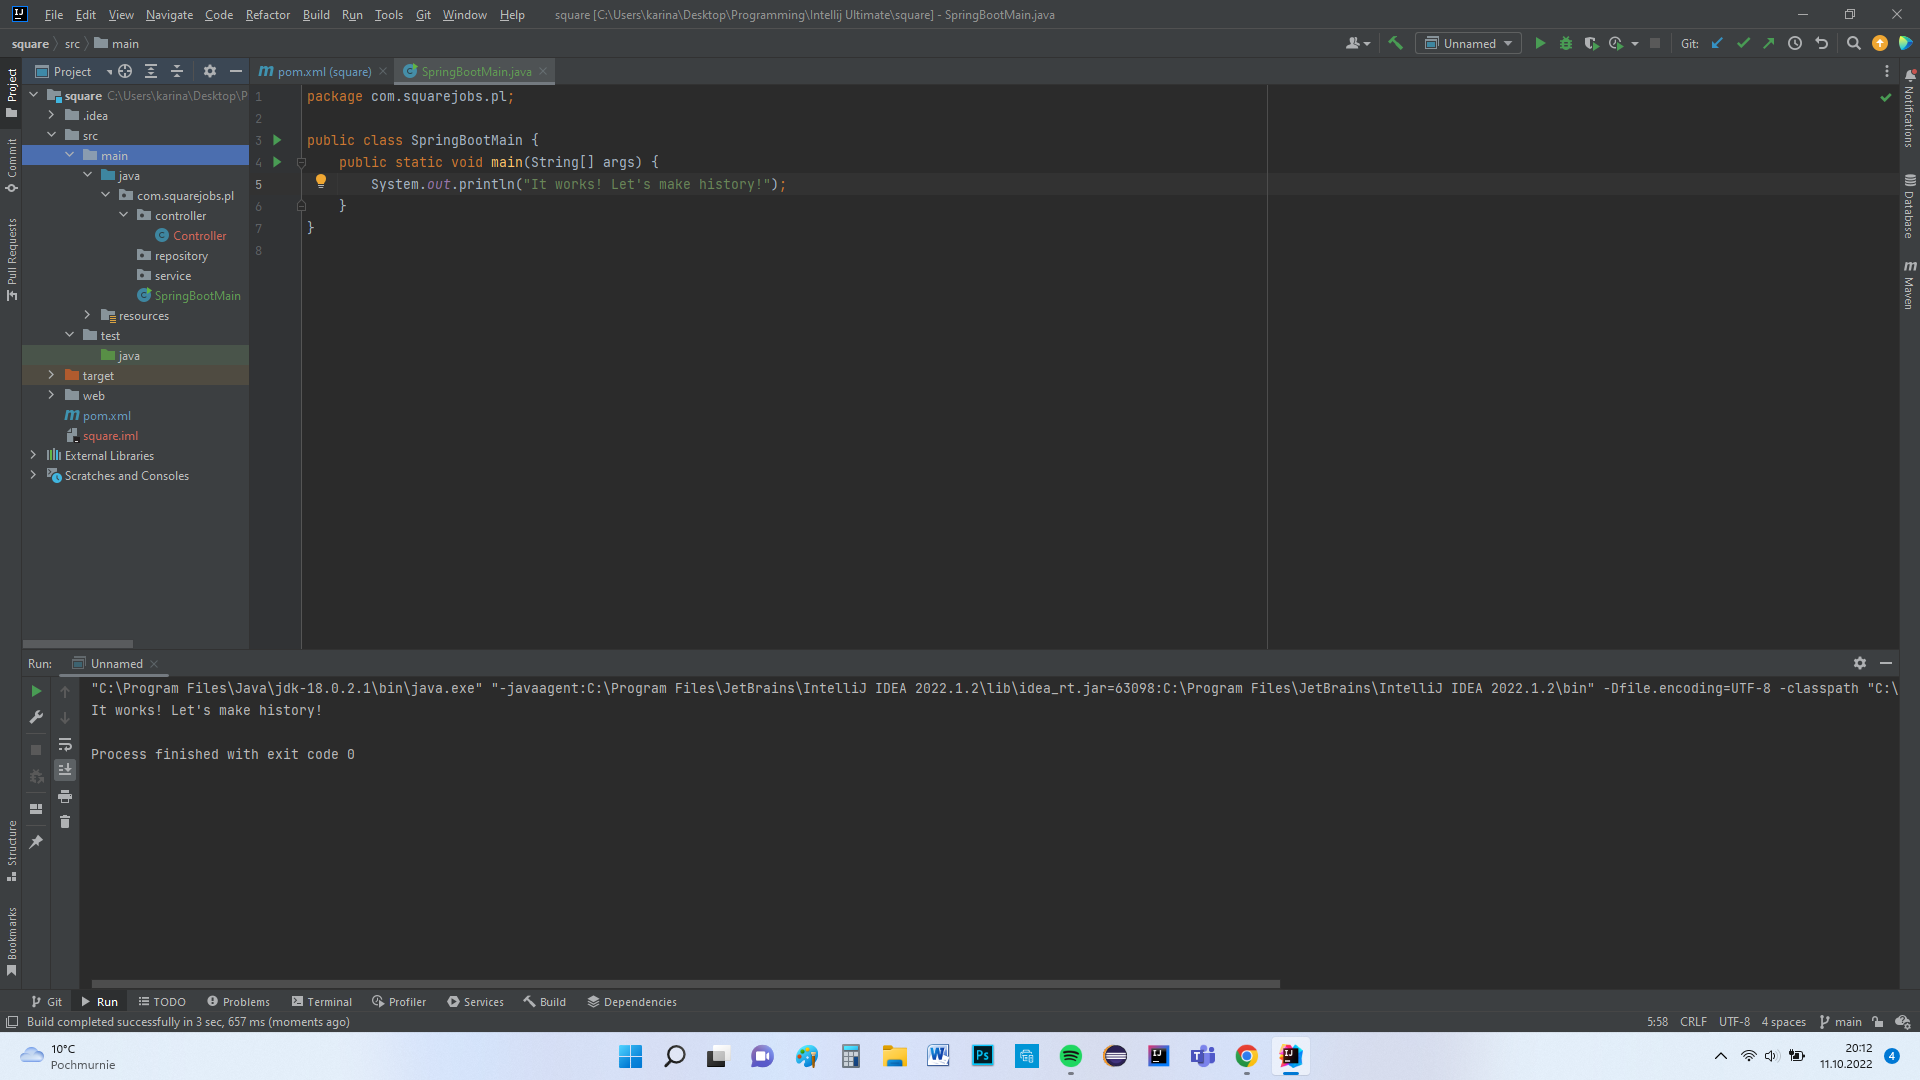 File Edit View Navigate Code Refactor Build Run Tools Git Window Help square [C:\Users\karina\Desktop\Programming\Intellij Ultimate\square] - SpringBootMain.java
square src main
Unnamed
Git:
Project
pom.xml (square)
SpringBootMain.java
square C:\Users\karina\Desktop\P
.idea
src
main
java
com.squarejobs.pl
controller
Controller
repository
service
SpringBootMain
resources
test
java
target
web
pom.xml
square.iml
External Libraries
Scratches and Consoles
1 package com.squarejobs.pl;
2
3 public class SpringBootMain {
4 public static void main(String[] args) {
5 System.out.println("It works! Let's make history!");
6 }
7 }
8
Project
Commit
Pull Requests
Structure
Bookmarks
Notifications
Database
Maven
Run: Unnamed
"C:\Program Files\Java\jdk-18.0.2.1\bin\java.exe" "-javaagent:C:\Program Files\JetBrains\IntelliJ IDEA 2022.1.2\lib\idea_rt.jar=63098:C:\Program Files\JetBrains\IntelliJ IDEA 2022.1.2\bin" -Dfile.encoding=UTF-8 -classpath "C:\
It works! Let's make history!
Process finished with exit code 0
Git Run TODO Problems Terminal Profiler Services Build Dependencies
Build completed successfully in 3 sec, 657 ms (moments ago)
5:58 CRLF UTF-8 4 spaces main
10°C
Pochmurnie
20:12
11.10.2022
4